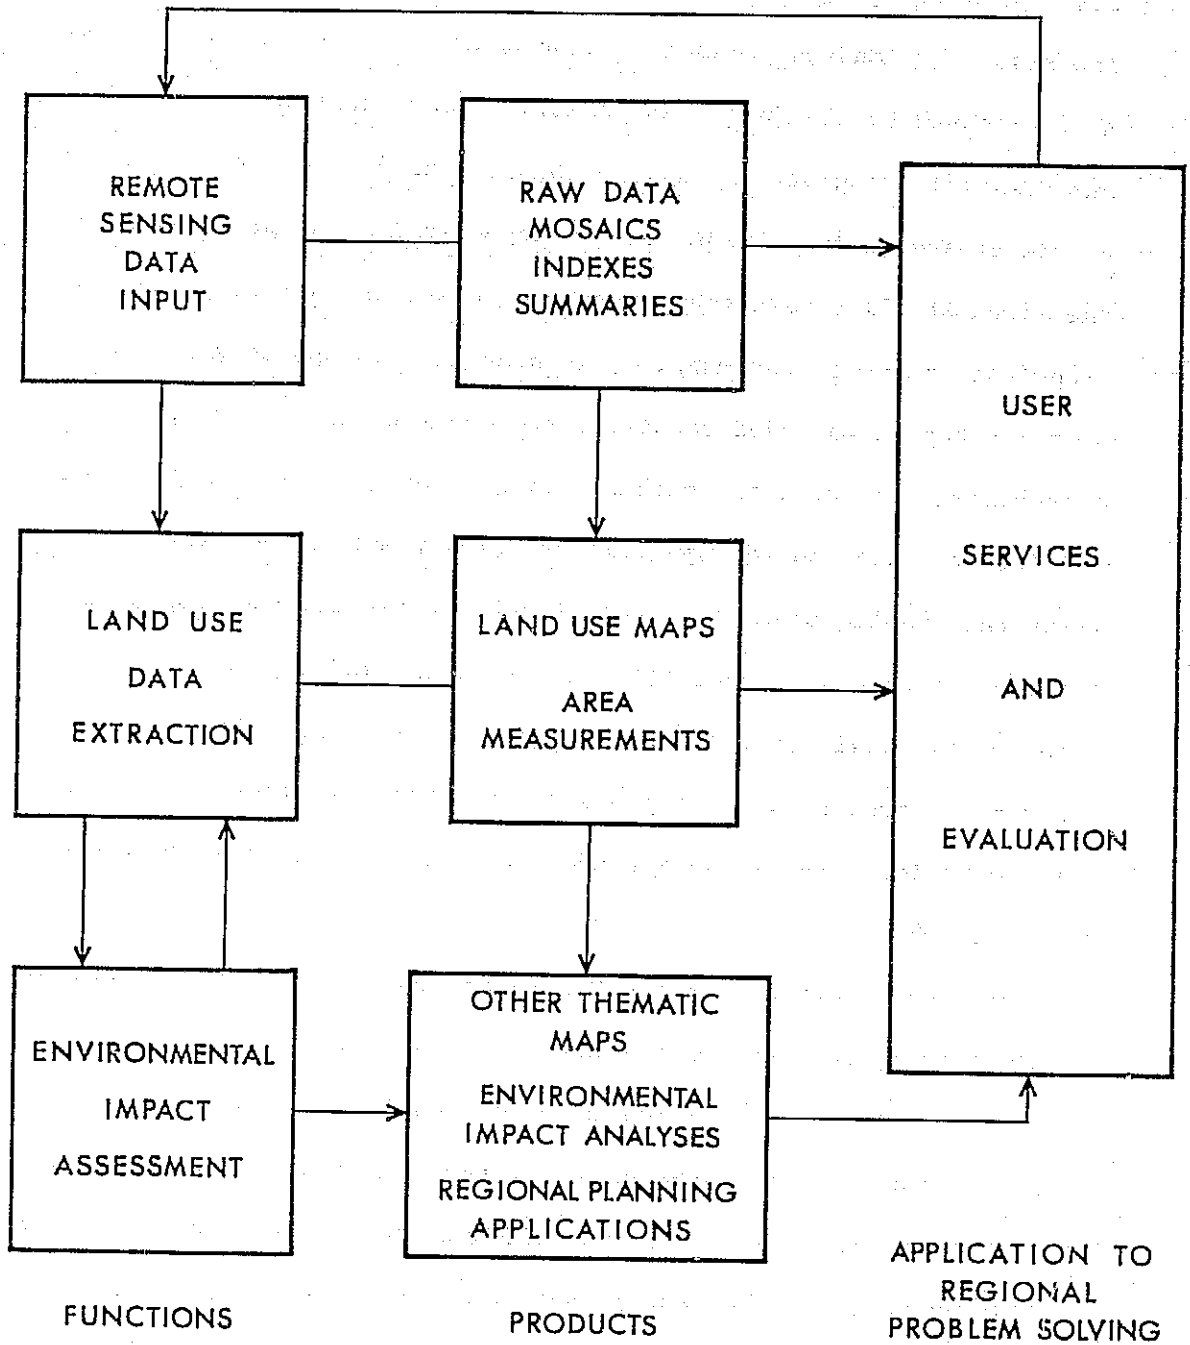 REMOTE
SENSING
DATA
INPUT
RAW DATA
MOSAICS
INDEXES
SUMMARIES
USER
SERVICES
AND
EVALUATION
LAND USE
DATA
EXTRACTION
LAND USE MAPS
AREA
MEASUREMENTS
ENVIRONMENTAL
IMPACT
ASSESSMENT
OTHER THEMATIC
MAPS
ENVIRONMENTAL
IMPACT ANALYSES
REGIONAL PLANNING
APPLICATIONS
FUNCTIONS
PRODUCTS
APPLICATION TO
REGIONAL
PROBLEM SOLVING